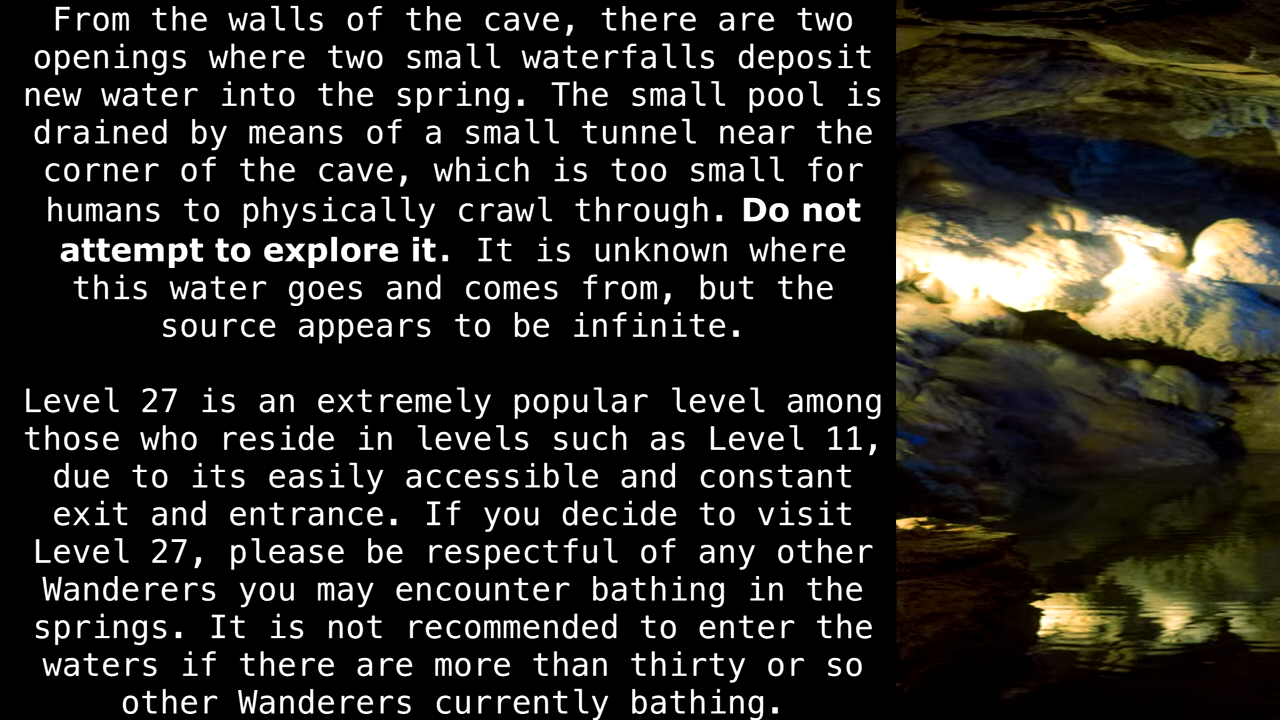 From the walls of the cave, there are two
openings where two small waterfalls deposit
new water into the spring. The small pool is
drained by means of a small tunnel near the
corner of the cave, which is too small for
humans to physically crawl through. Do not
attempt to explore it. It is unknown where
this water goes and comes from, but the
source appears to be infinite.
Level 27 is an extremely popular level among
those who reside in levels such as Level 11,
due to its easily accessible and constant
exit and entrance. If you decide to visit
Level 27, please be respectful of any other
Wanderers you may encounter bathing in the
springs. It is not recommended to enter the
waters if there are more than thirty or so
other Wanderers currently bathing.